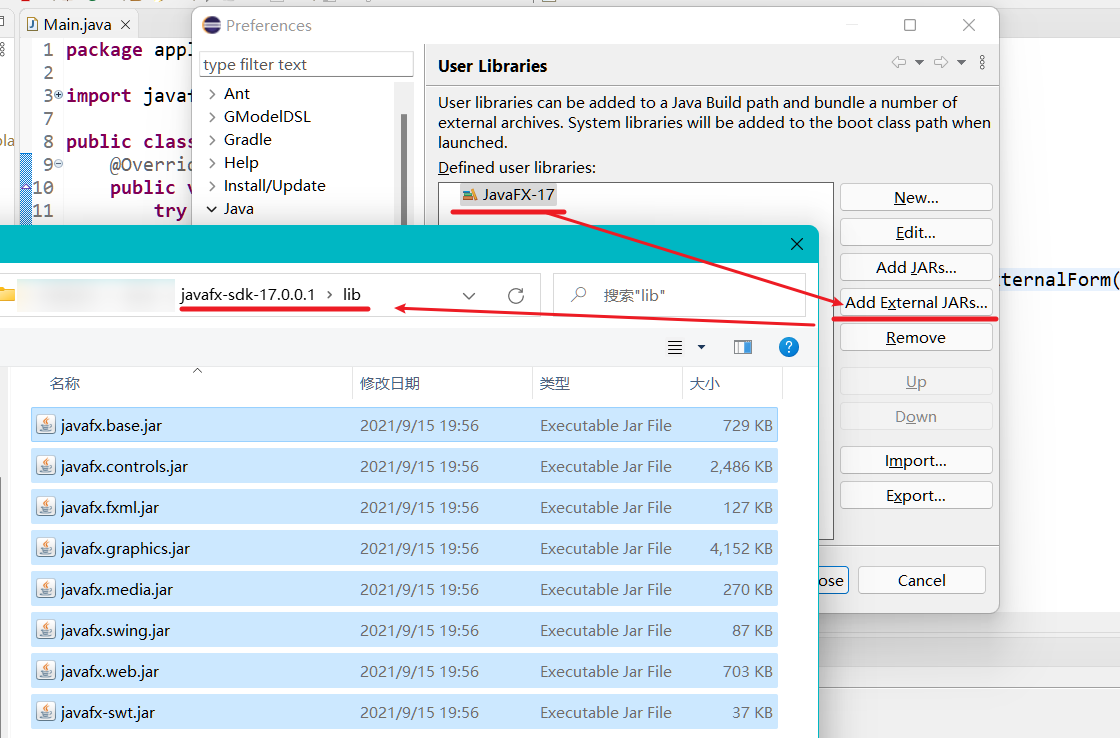 Main.java
Preferences
1 package appl
2
3 import javaf
7
8 public class
9 @Overrid
10 public v
11 try
type filter text
Ant
GModelDSL
Gradle
Help
Install/Update
Java
User Libraries
User libraries can be added to a Java Build path and bundle a number of
external archives. System libraries will be added to the boot class path when
launched.
Defined user libraries:
JavaFX-17
New...
Edit...
Add JARs...
Add External JARs...
Remove
Up
Down
Import...
Export...
ose
Cancel
ternalForm(
javafx-sdk-17.0.0.1 › lib
搜索"lib"
名称 修改日期 类型 大小
javafx.base.jar 2021/9/15 19:56 Executable Jar File 729 KB
javafx.controls.jar 2021/9/15 19:56 Executable Jar File 2,486 KB
javafx.fxml.jar 2021/9/15 19:56 Executable Jar File 127 KB
javafx.graphics.jar 2021/9/15 19:56 Executable Jar File 4,152 KB
javafx.media.jar 2021/9/15 19:56 Executable Jar File 270 KB
javafx.swing.jar 2021/9/15 19:56 Executable Jar File 87 KB
javafx.web.jar 2021/9/15 19:56 Executable Jar File 703 KB
javafx-swt.jar 2021/9/15 19:56 Executable Jar File 37 KB